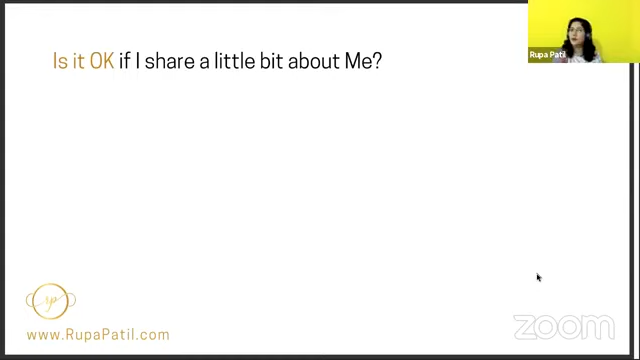 Is it OK if I share a little bit about Me?
Rupa Patil
rp
www.RupaPatil.com
zoom